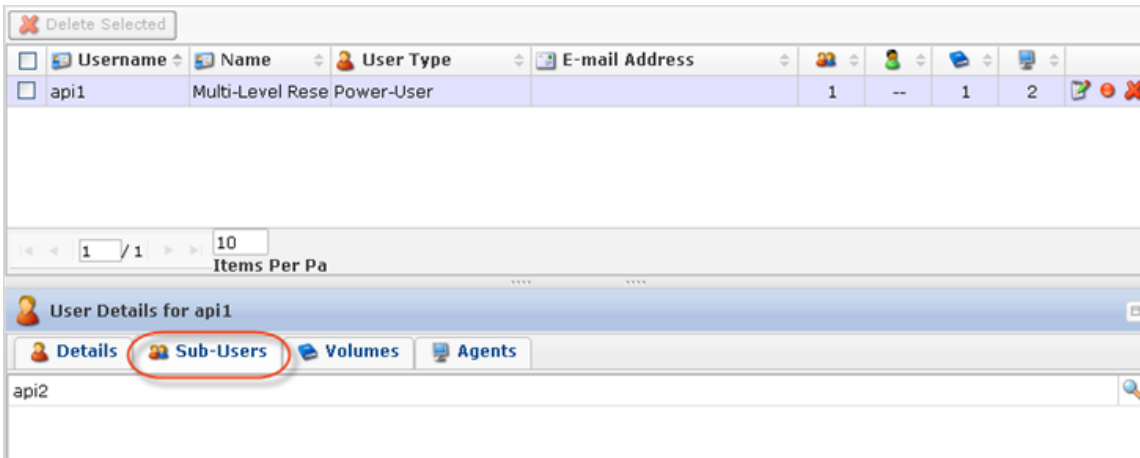 Delete Selected
Username Name User Type E-mail Address
api1 Multi-Level Rese Power-User 1 -- 1 2
1 / 1 10
Items Per Pa
User Details for api1
Details Sub-Users Volumes Agents
api2